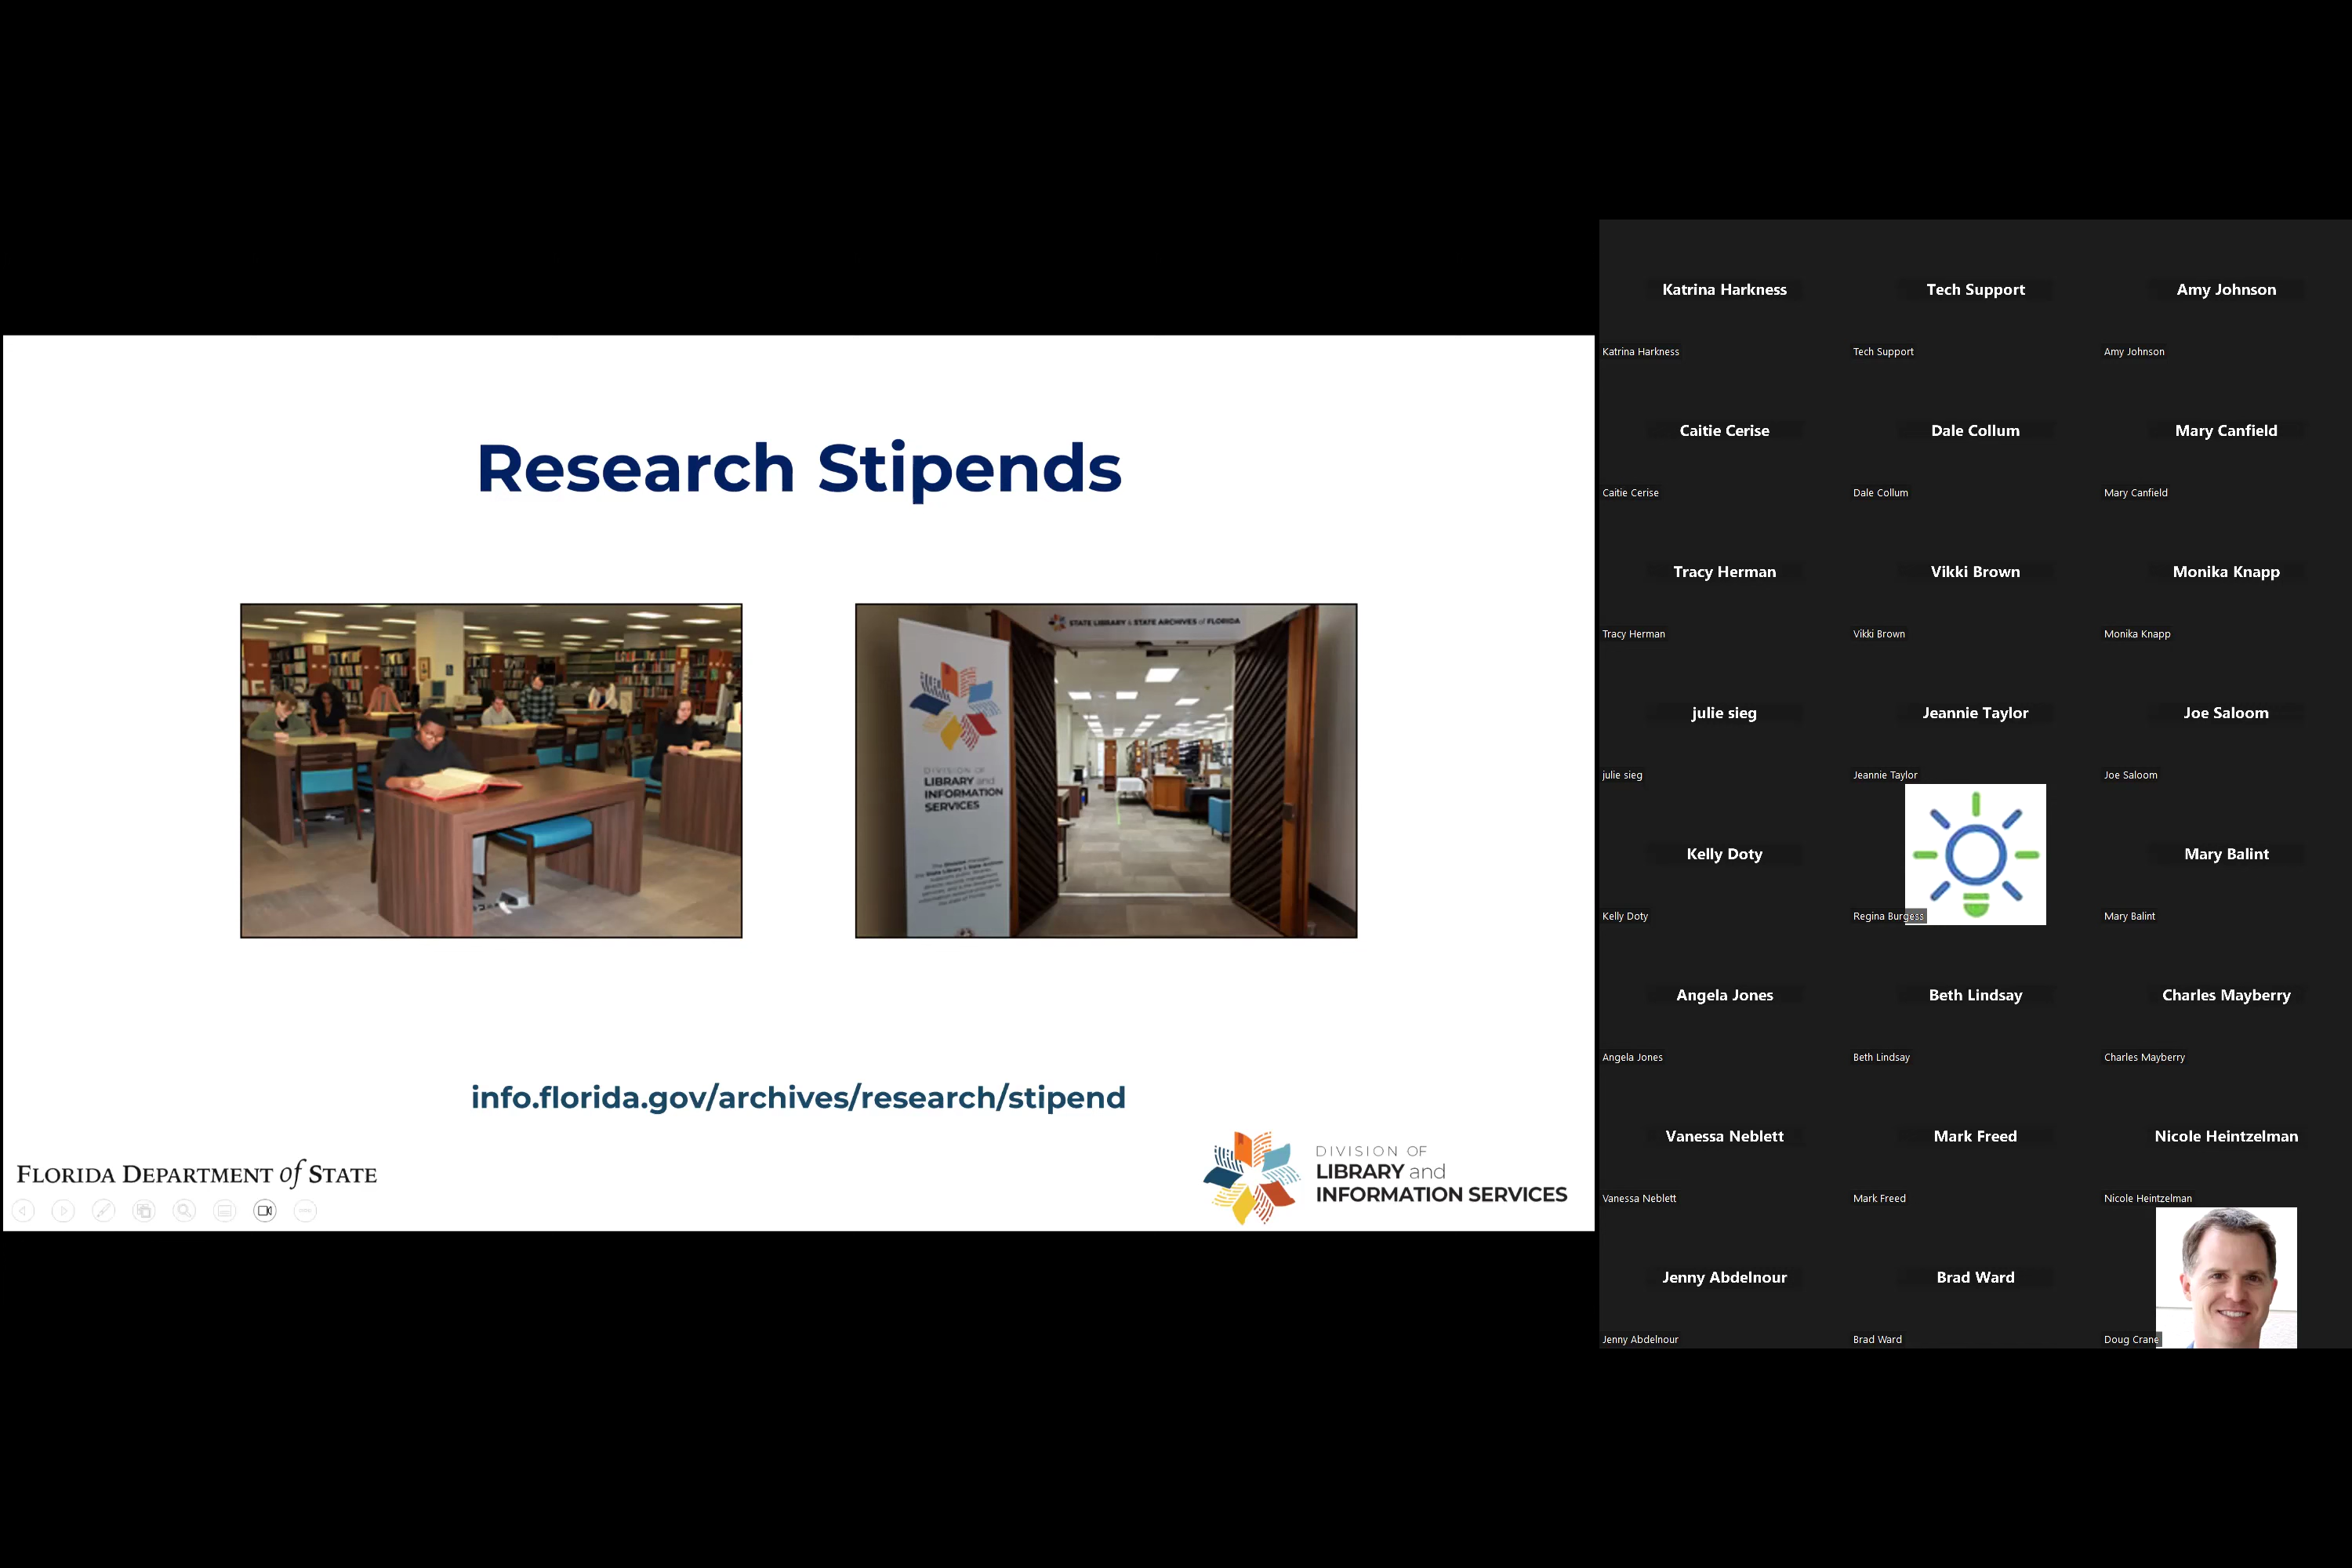 Research Stipends
STATE LIBRARY & STATE ARCHIVES of FLORIDA
DIVISION OF
LIBRARY and
INFORMATION
SERVICES
info.florida.gov/archives/research/stipend
FLORIDA DEPARTMENT of STATE
DIVISION OF
LIBRARY and
INFORMATION SERVICES
Katrina Harkness
Tech Support
Amy Johnson
Katrina Harkness
Tech Support
Amy Johnson
Caitie Cerise
Dale Collum
Mary Canfield
Caitie Cerise
Dale Collum
Mary Canfield
Tracy Herman
Vikki Brown
Monika Knapp
Tracy Herman
Vikki Brown
Monika Knapp
julie sieg
Jeannie Taylor
Joe Saloom
julie sieg
Jeannie Taylor
Joe Saloom
Kelly Doty
Mary Balint
Kelly Doty
Regina Burgess
Mary Balint
Angela Jones
Beth Lindsay
Charles Mayberry
Angela Jones
Beth Lindsay
Charles Mayberry
Vanessa Neblett
Mark Freed
Nicole Heintzelman
Vanessa Neblett
Mark Freed
Nicole Heintzelman
Jenny Abdelnour
Brad Ward
Jenny Abdelnour
Brad Ward
Doug Crane